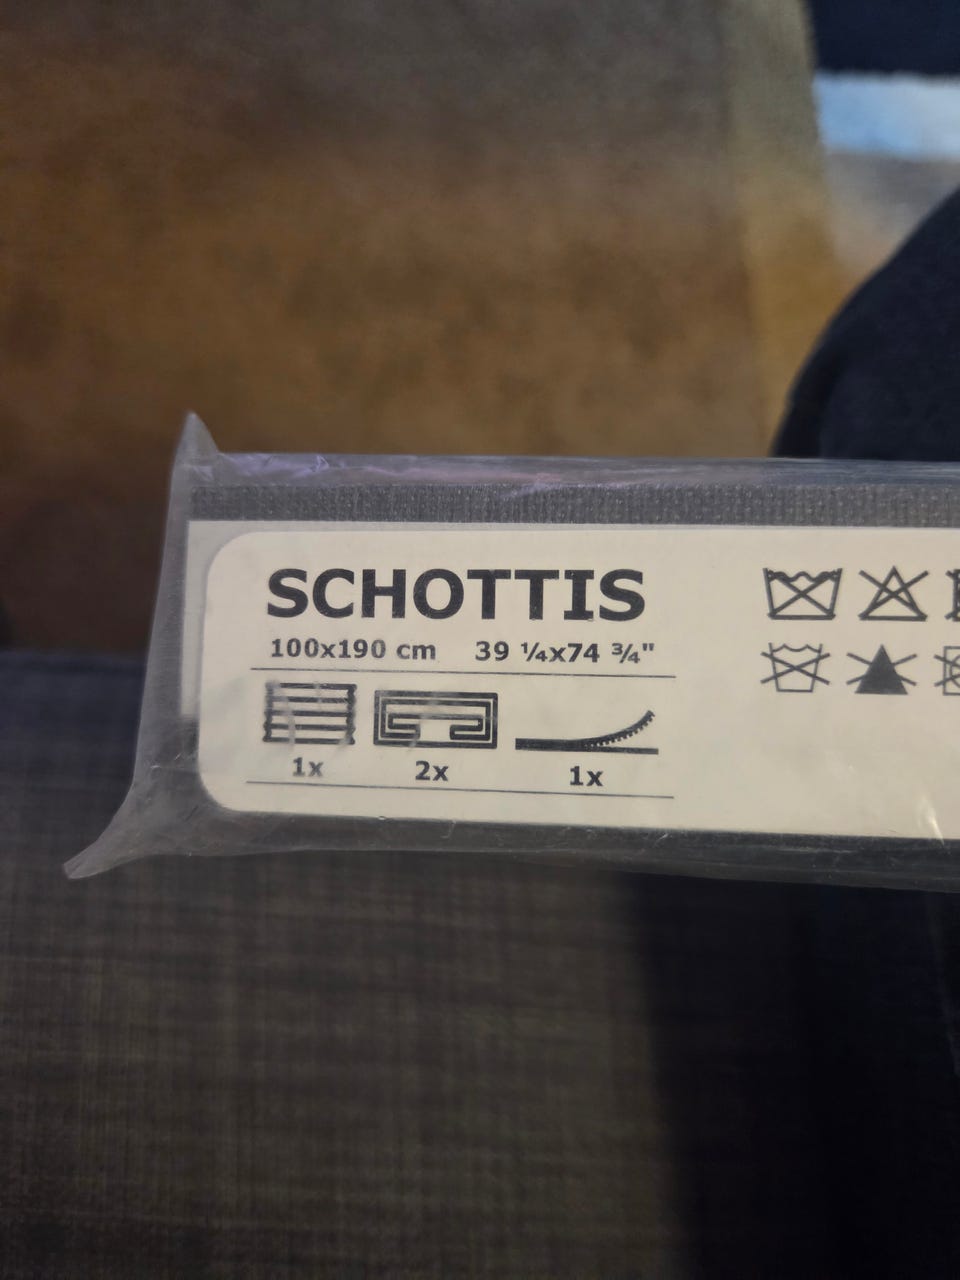 SCHOTTIS
100x190 cm 39 ¼x74 ¾"
1x 2x 1x